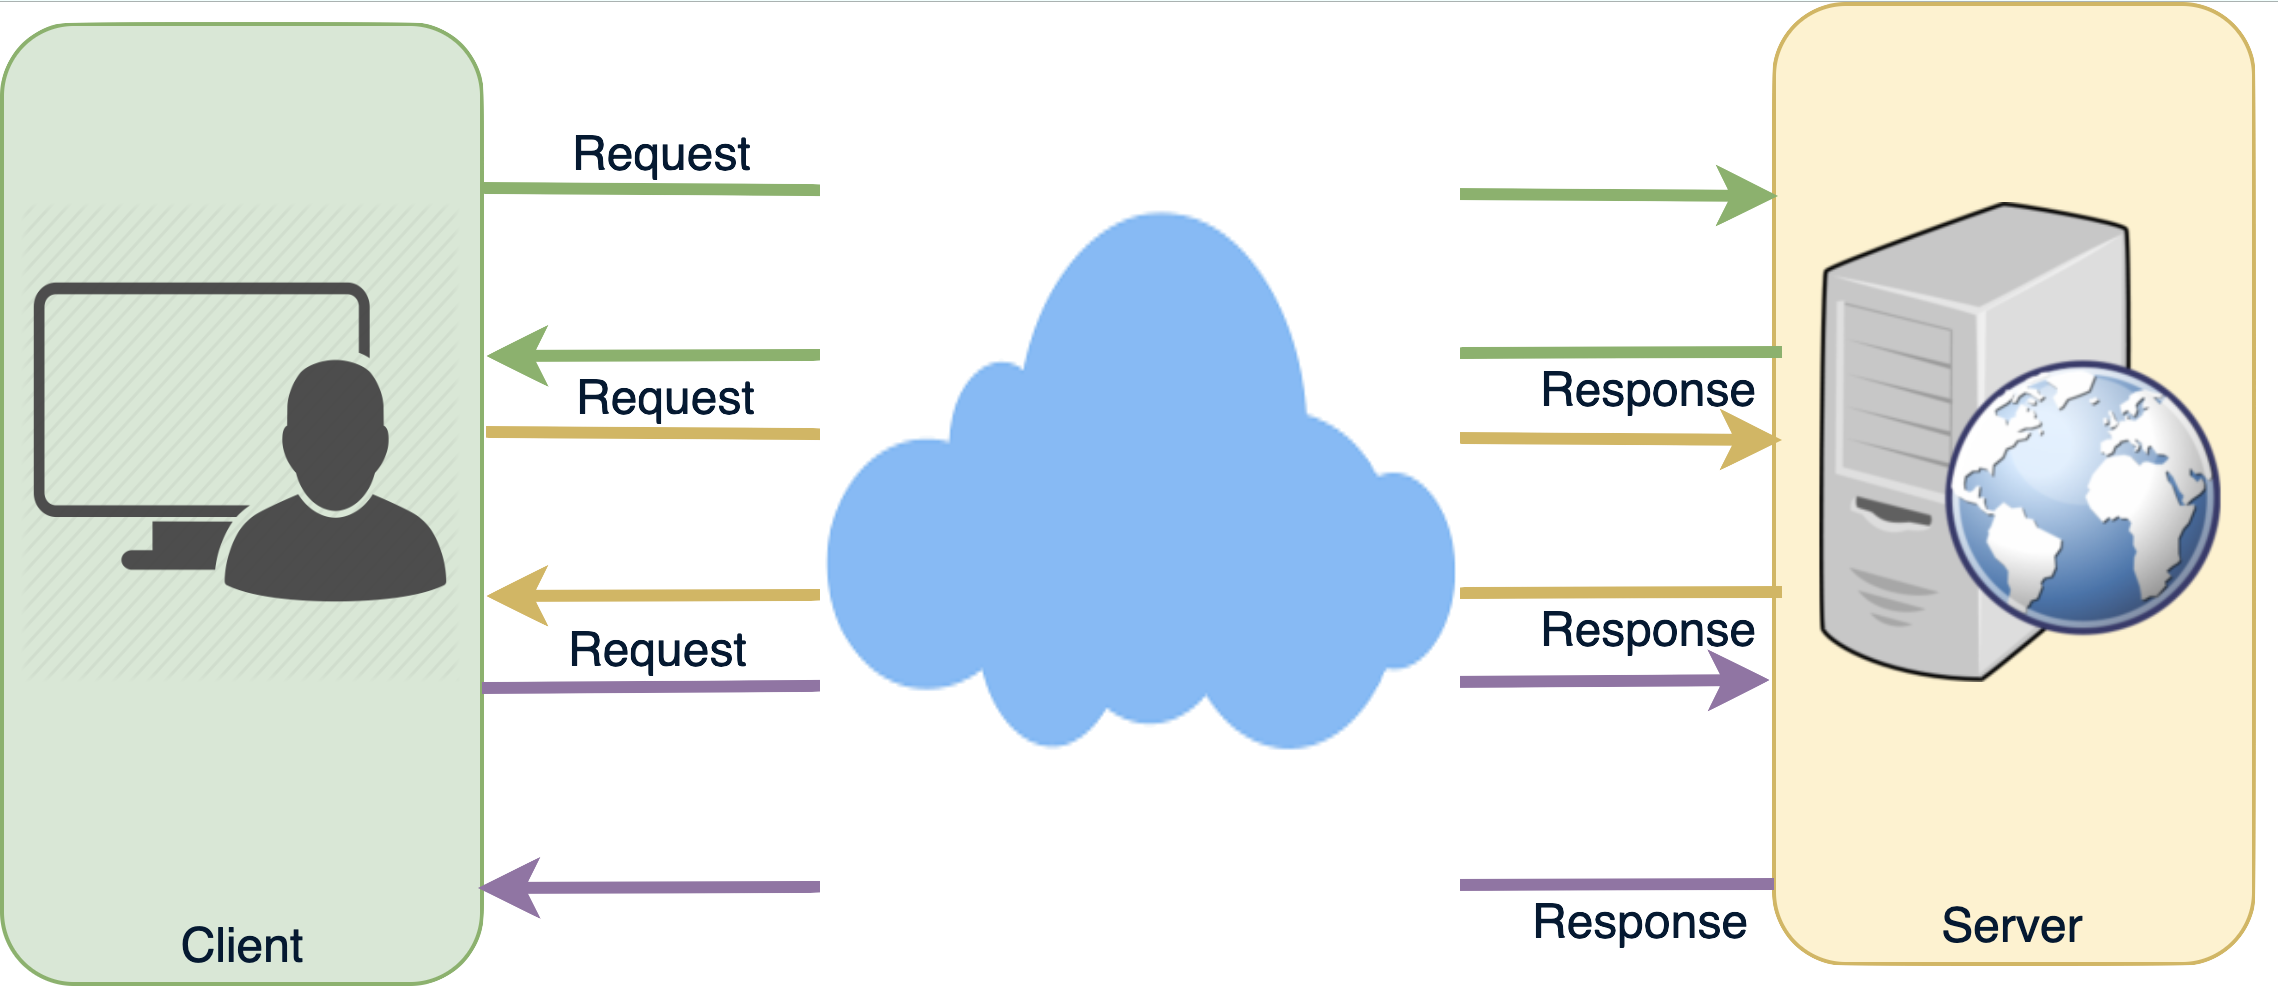 Request
Response
Request
Response
Request
Response
Client
Server